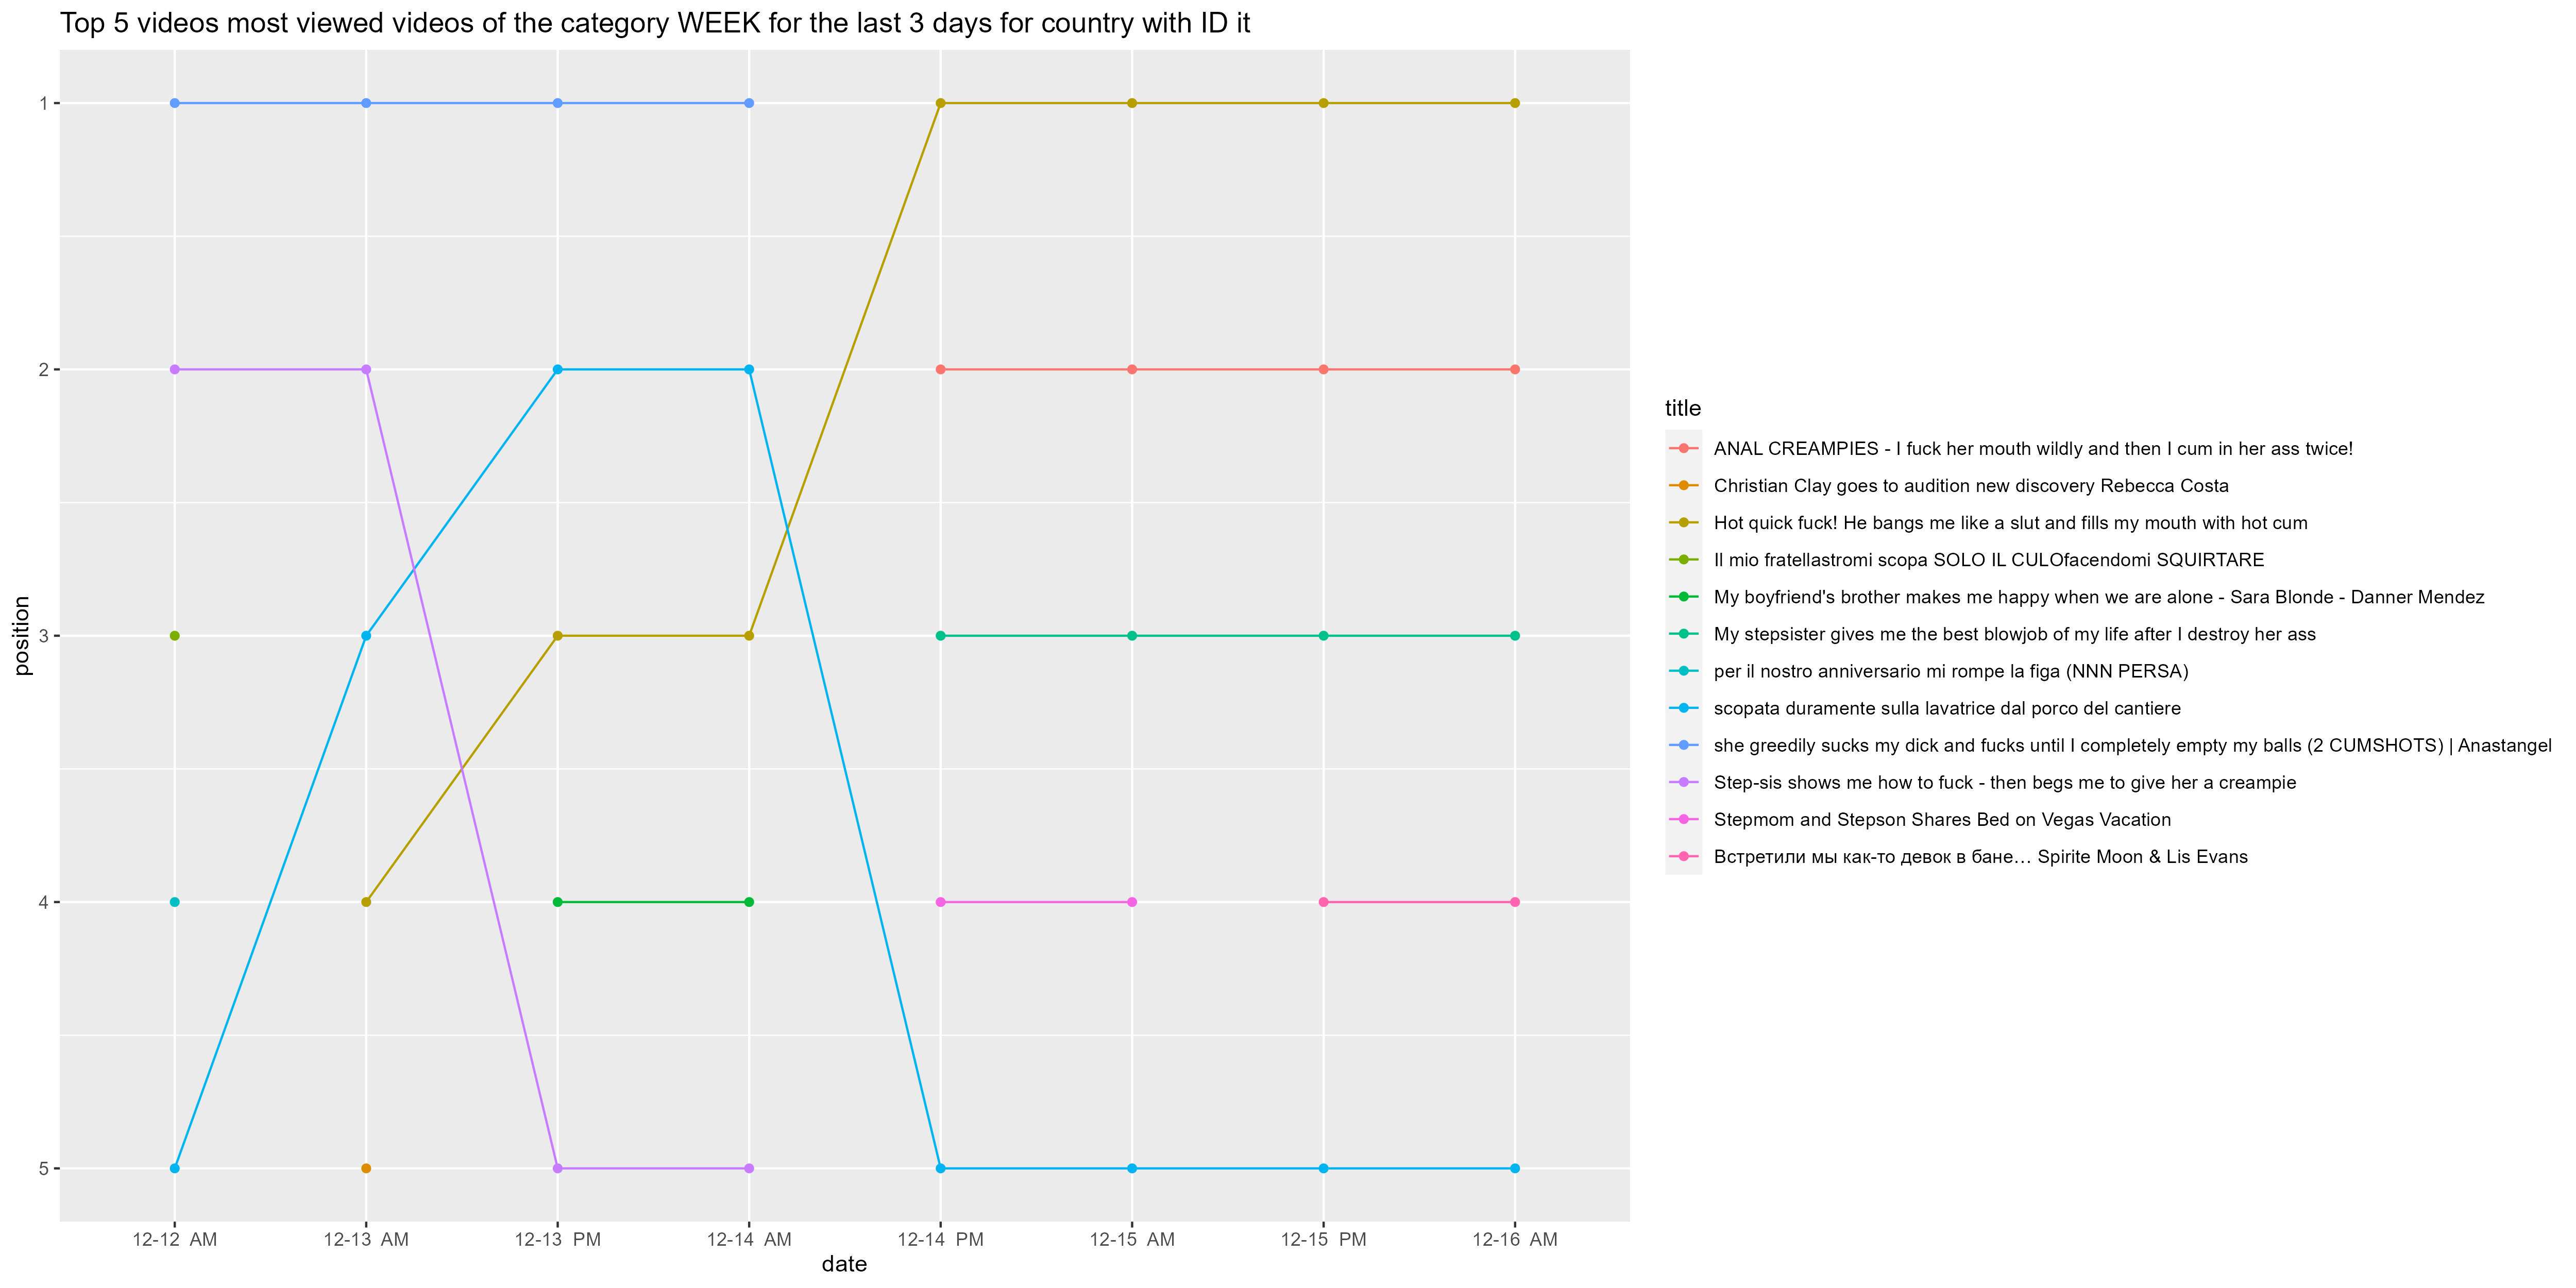 Top 5 videos most viewed videos of the category WEEK for the last 3 days for country with ID it
position
1
2
3
4
5
12-12 AM
12-13 AM
12-13 PM
12-14 AM
12-14 PM
12-15 AM
12-15 PM
12-16 AM
date
title
ANAL CREAMPIES - I fuck her mouth wildly and then I cum in her ass twice!
Christian Clay goes to audition new discovery Rebecca Costa
Hot quick fuck! He bangs me like a slut and fills my mouth with hot cum
Il mio fratellastromi scopa SOLO IL CULOfacendomi SQUIRTARE
My boyfriend's brother makes me happy when we are alone - Sara Blonde - Danner Mendez
My stepsister gives me the best blowjob of my life after I destroy her ass
per il nostro anniversario mi rompe la figa (NNN PERSA)
scopata duramente sulla lavatrice dal porco del cantiere
she greedily sucks my dick and fucks until I completely empty my balls (2 CUMSHOTS) | Anastangel
Step-sis shows me how to fuck - then begs me to give her a creampie
Stepmom and Stepson Shares Bed on Vegas Vacation
Встретили мы как-то девок в бане… Spirite Moon & Lis Evans